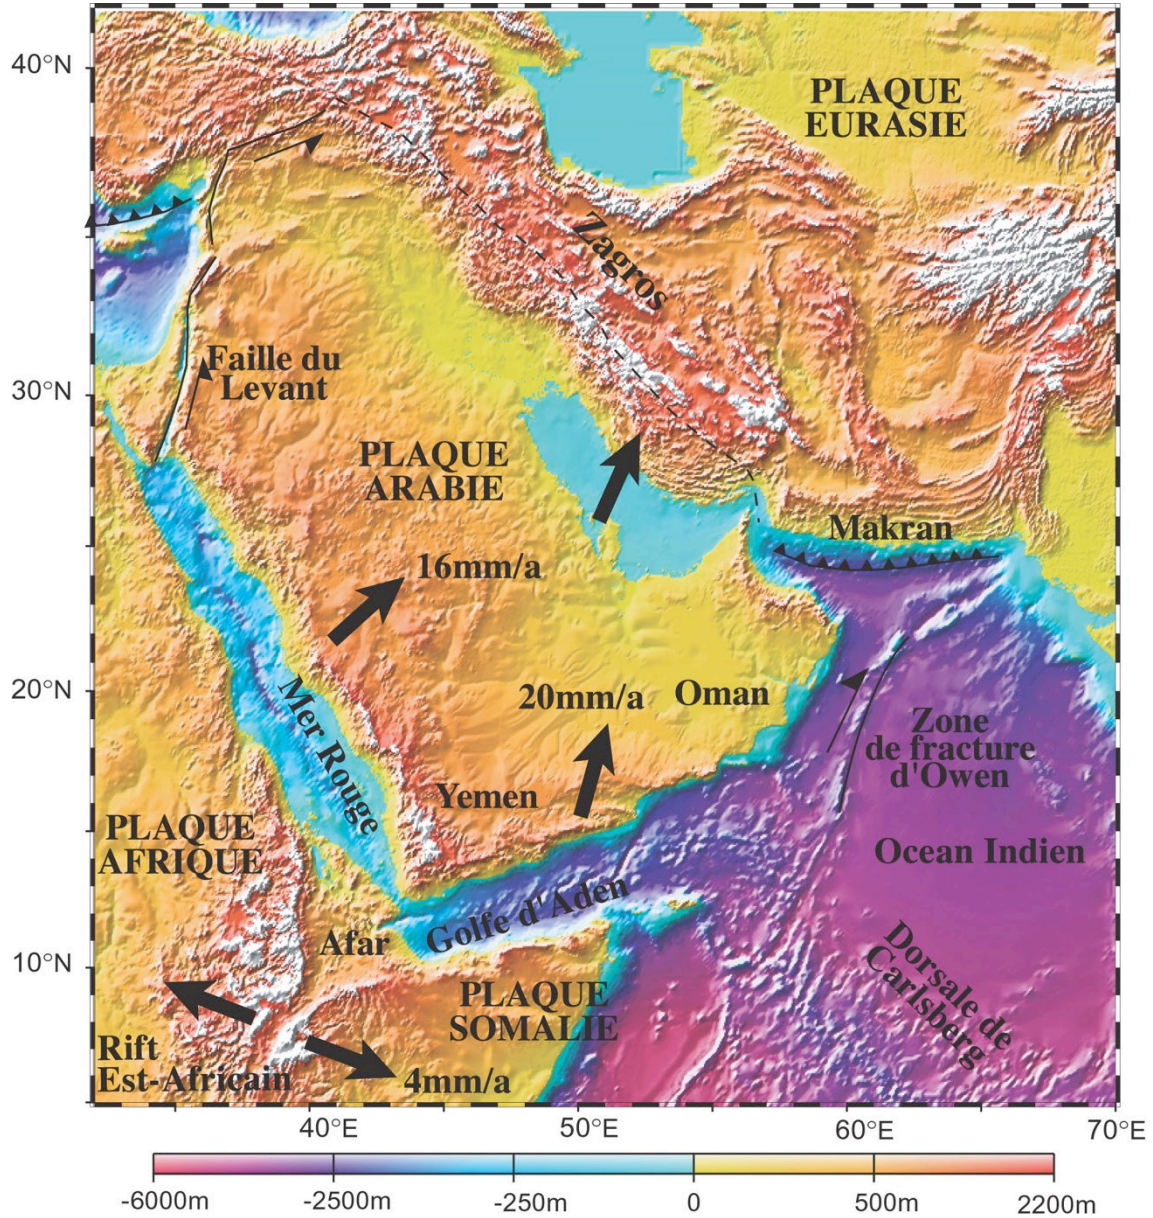 40°N
PLAQUE
EURASIE
Zagros
Faille du
Levant
30°N
PLAQUE
ARABIE
Makran
16mm/a
20mm/a
Oman
20°N
Mer Rouge
Zone
de fracture
d'Owen
Yemen
PLAQUE
AFRIQUE
Ocean Indien
Golfe d'Aden
Afar
10°N
Dorsale de
Carlsberg
PLAQUE
SOMALIE
Rift
Est-Africain
4mm/a
40°E
50°E
60°E
70°E
-6000m
-2500m
-250m
0
500m
2200m